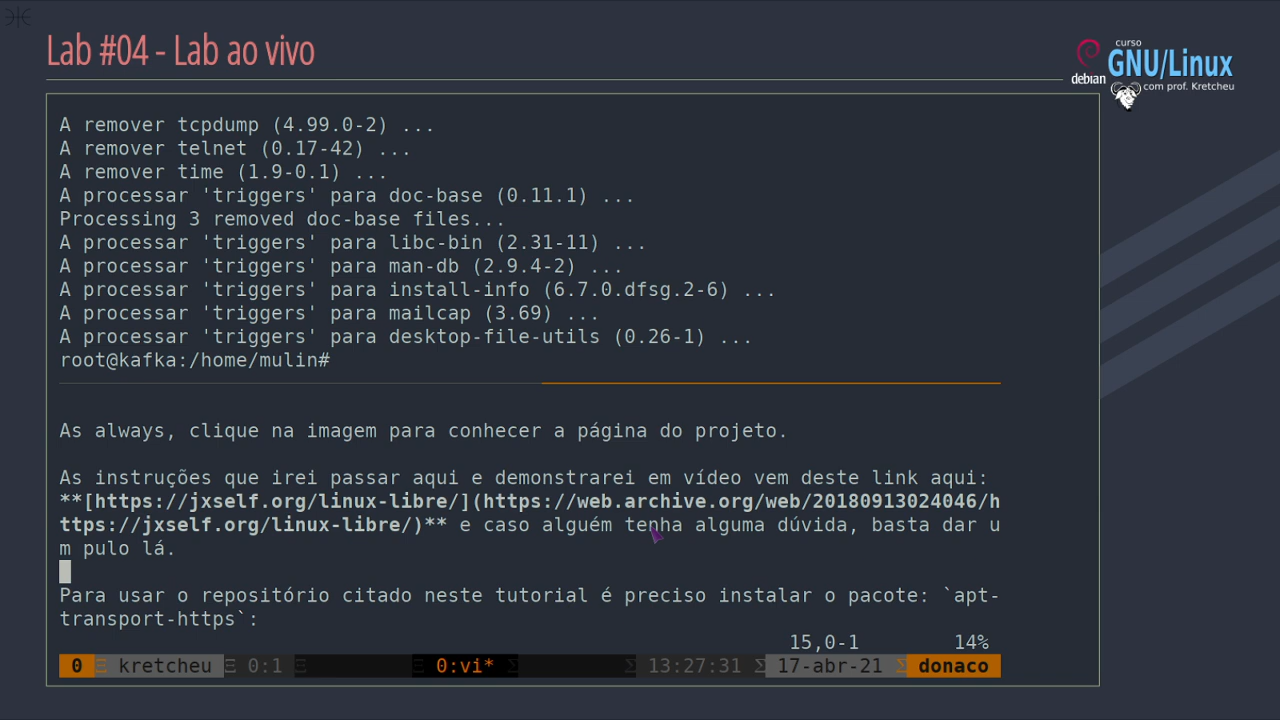 Lab #04 - Lab ao vivo
curso
GNU/Linux
debian
com prof. Kretcheu
A remover tcpdump (4.99.0-2) ...
A remover telnet (0.17-42) ...
A remover time (1.9-0.1) ...
A processar 'triggers' para doc-base (0.11.1) ...
Processing 3 removed doc-base files...
A processar 'triggers' para libc-bin (2.31-11) ...
A processar 'triggers' para man-db (2.9.4-2) ...
A processar 'triggers' para install-info (6.7.0.dfsg.2-6) ...
A processar 'triggers' para mailcap (3.69) ...
A processar 'triggers' para desktop-file-utils (0.26-1) ...
root@kafka:/home/mulin#
As always, clique na imagem para conhecer a página do projeto.
As instruções que irei passar aqui e demonstrarei em vídeo vem deste link aqui:
**[https://jxself.org/linux-libre/](https://web.archive.org/web/20180913024046/h
ttps://jxself.org/linux-libre/)** e caso alguém tenha alguma dúvida, basta dar u
m pulo lá.
Para usar o repositório citado neste tutorial é preciso instalar o pacote: `apt-
transport-https`:
15,0-1 14%
0 Ξ kretcheu Ξ 0:1 Ξ Ξ 0:vi* Σ Σ 13:27:31 Σ 17-abr-21 Σ donaco